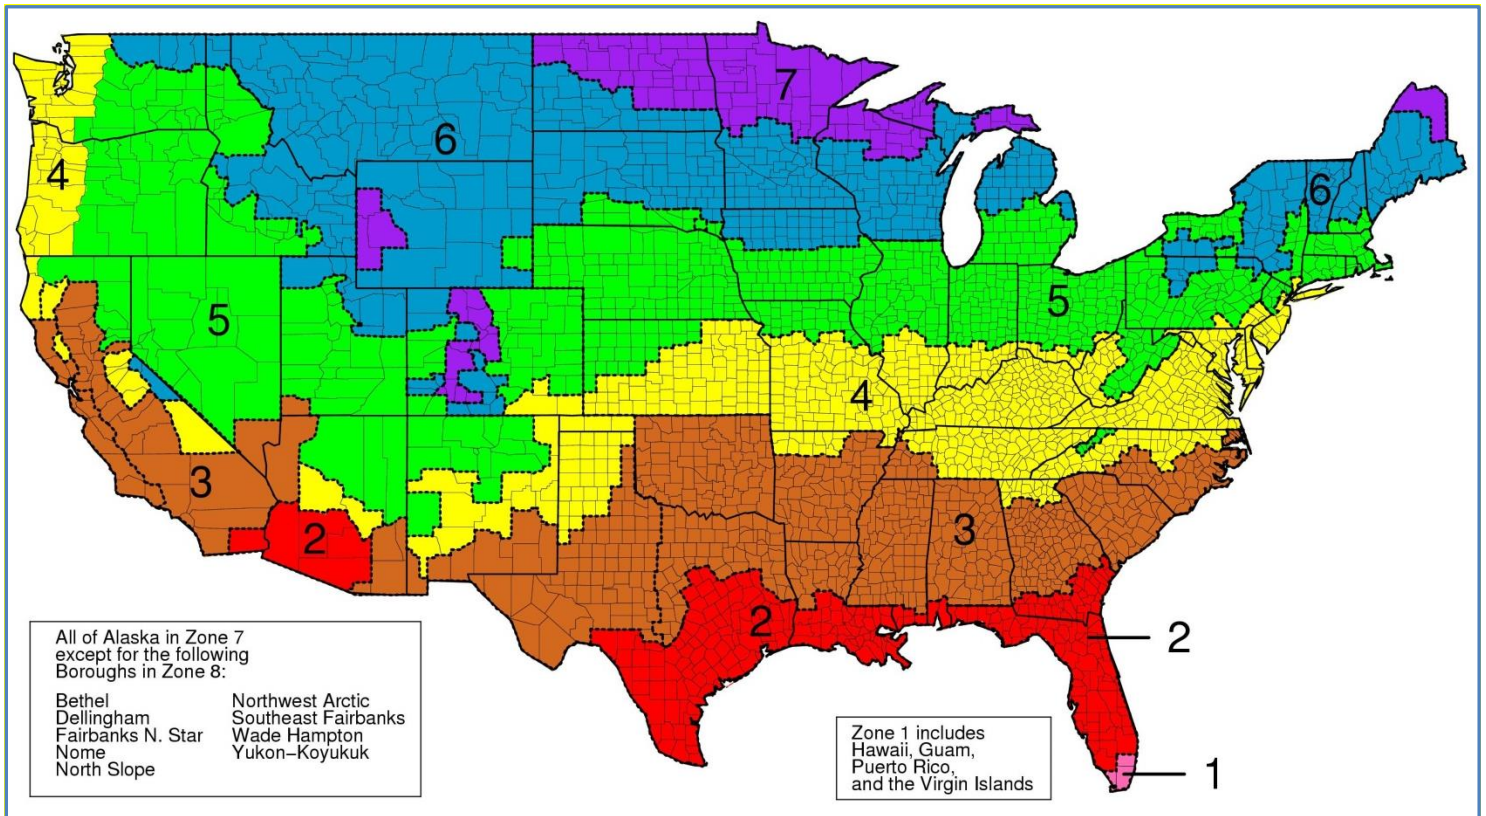 7
6
6
4
5
5
4
3
2
3
2
2
1
All of Alaska in Zone 7
except for the following
Boroughs in Zone 8:
Bethel Northwest Arctic
Dellingham Southeast Fairbanks
Fairbanks N. Star Wade Hampton
Nome Yukon-Koyukuk
North Slope
Zone 1 includes
Hawaii, Guam,
Puerto Rico,
and the Virgin Islands